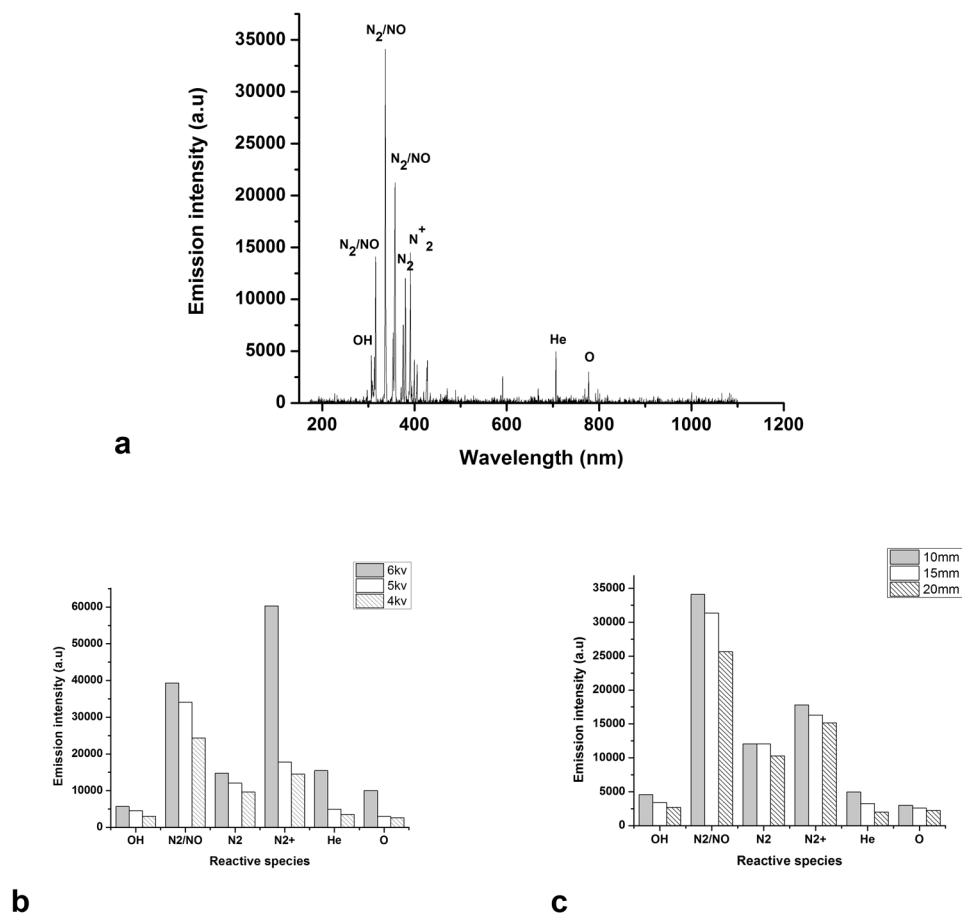 N2/NO
N2/NO
N2/NO
N+2
N2
OH
He
O
35000
30000
25000
20000
15000
10000
5000
0
Emission intensity (a.u)
200 400 600 800 1000 1200
Wavelength (nm)
a
6kv
5kv
4kv
60000
50000
40000
30000
20000
10000
0
Emission intensity (a.u)
OH N2/NO N2 N2+ He O
Reactive species
b
10mm
15mm
20mm
35000
30000
25000
20000
15000
10000
5000
0
Emission intensity (a.u)
OH N2/NO N2 N2+ He O
Reactive species
c